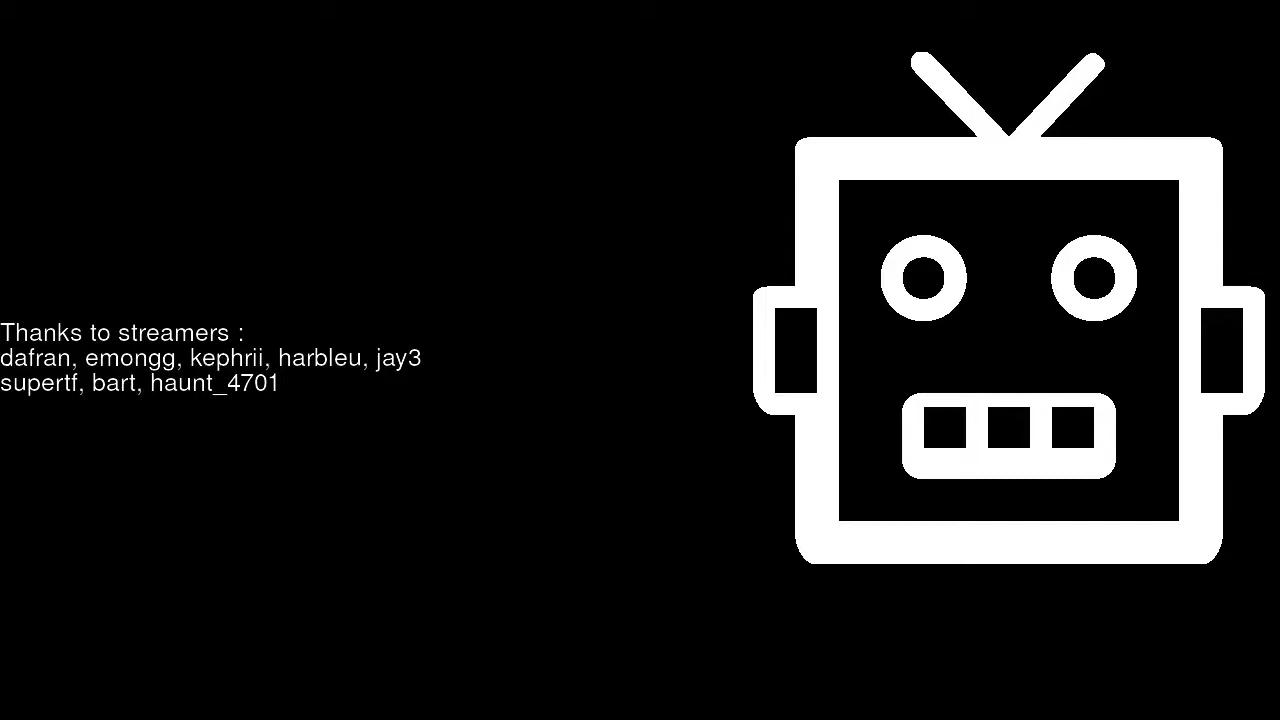 Thanks to streamers :
dafran, emongg, kephrii, harbleu, jay3
supertf, bart, haunt_4701